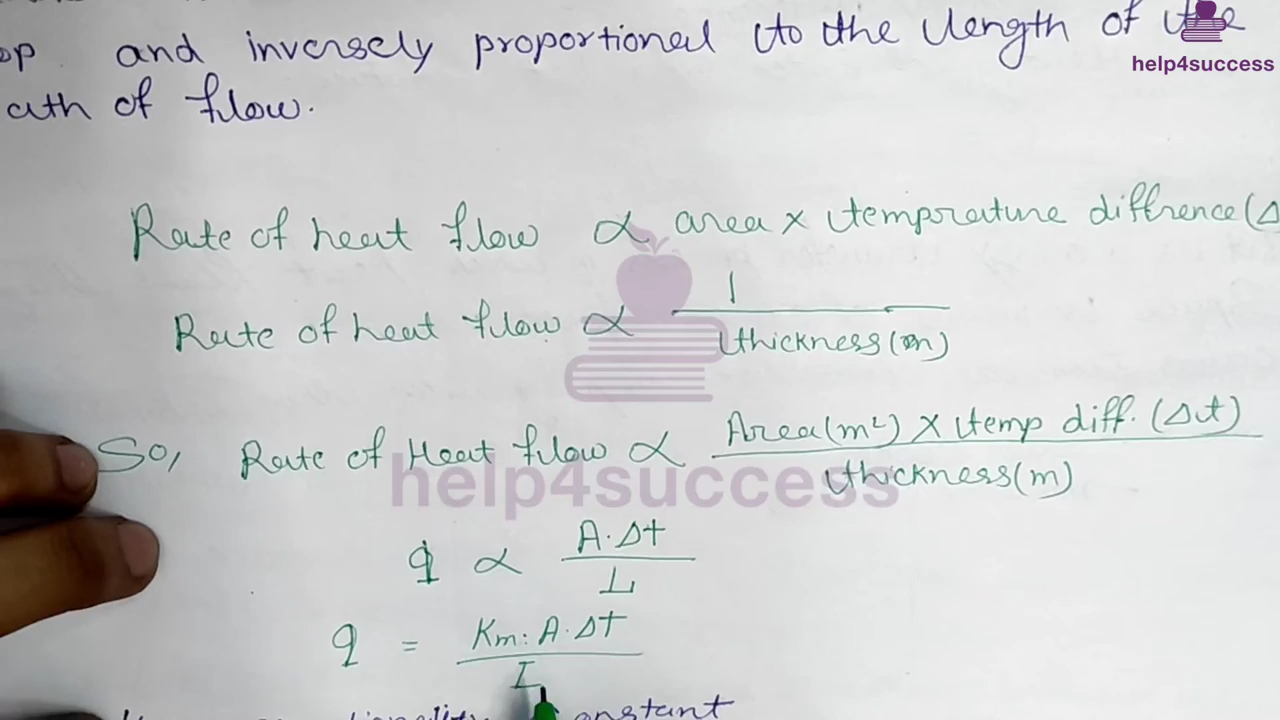 and inversely proportional to the length of the
help4success
of flow.
Rate of heat flow ∝ area × temprature diffrence (Δ
Rate of heat flow ∝ 1 / thickness (m)
So, Rate of Heat flow ∝ Area (m²) × temp diff. (Δt) / thickness (m)
help4success
q ∝ A·Δt / L
q = Km·A·Δt / L
constant